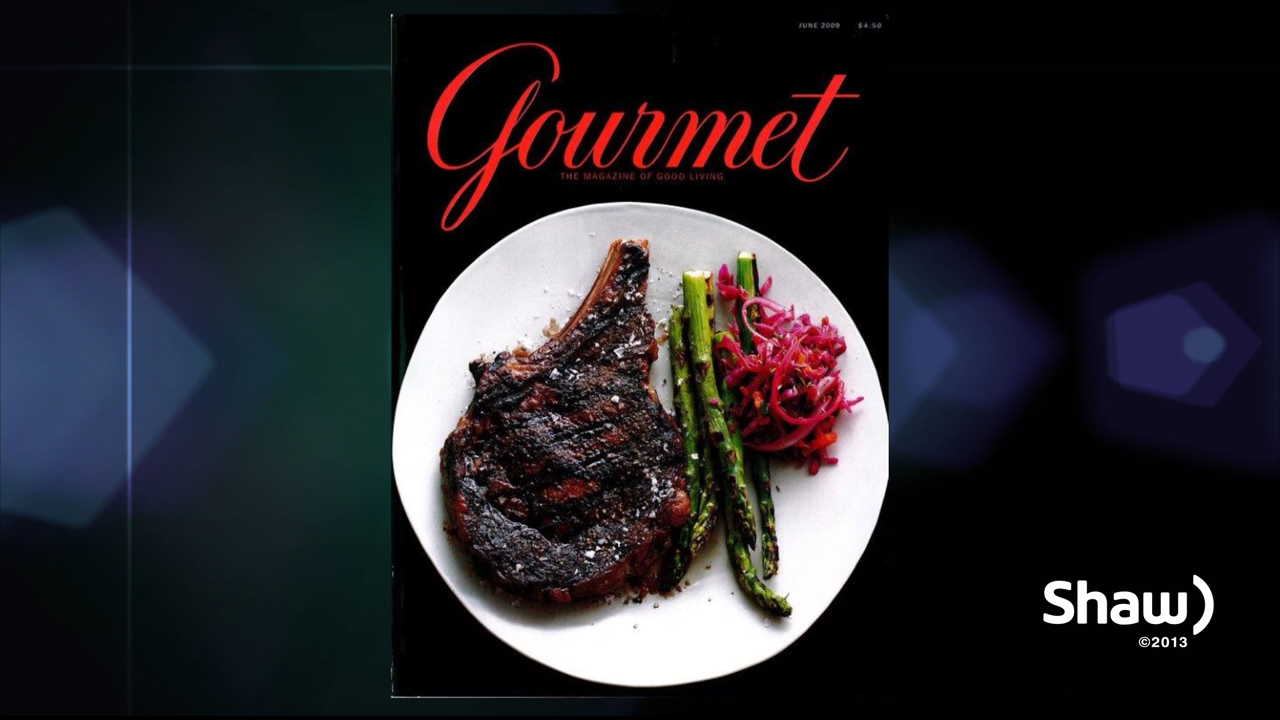 JUNE 2009 $4.50
Gourmet
THE MAGAZINE OF GOOD LIVING
Shaw)
©2013